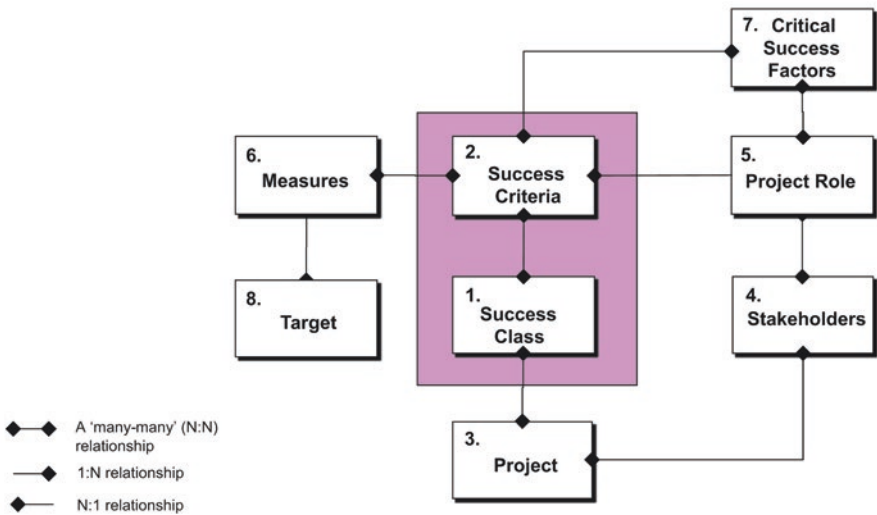 7. Critical
Success
Factors
6.
Measures
2.
Success
Criteria
5.
Project Role
8.
Target
1.
Success
Class
4.
Stakeholders
3.
Project
A ‘many-many’ (N:N)
relationship
1:N relationship
N:1 relationship